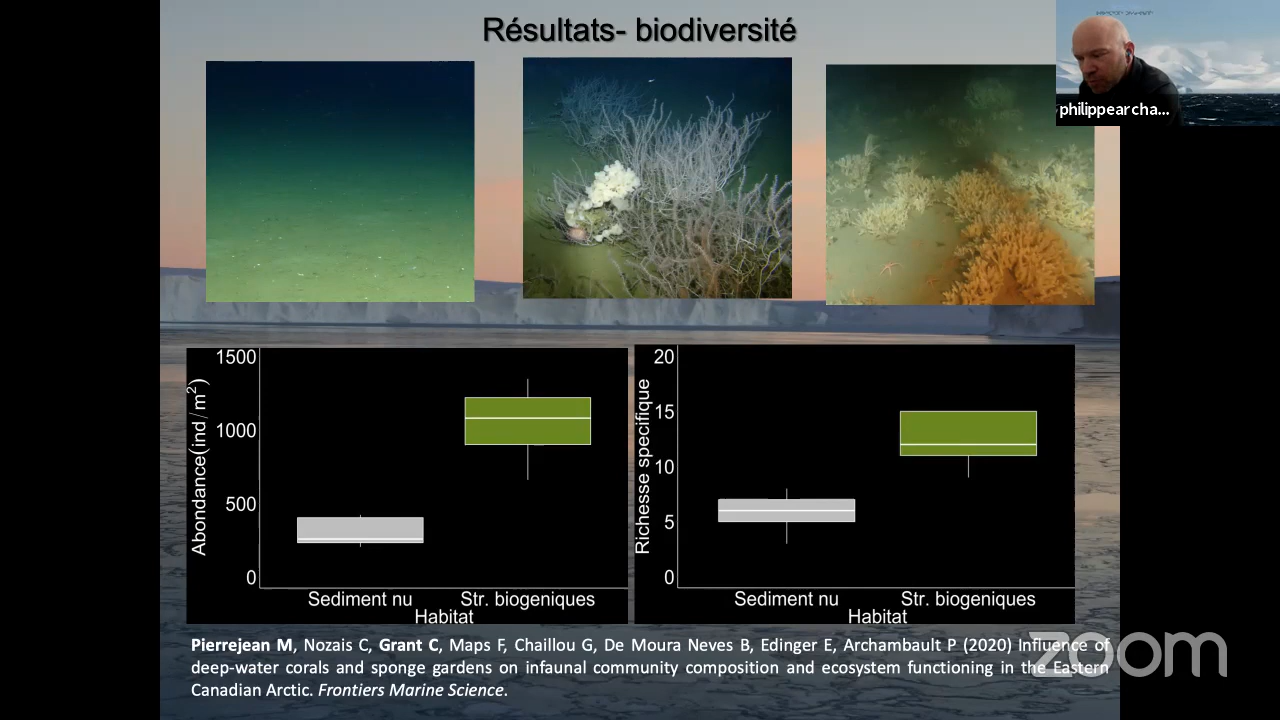 Résultats- biodiversité
philippearcha...
1500
1000
500
0
Abondance(ind/m²)
Sediment nu
Str. biogeniques
Habitat
20
15
10
5
0
Richesse specifique
Sediment nu
Str. biogeniques
Habitat
Pierrejean M, Nozais C, Grant C, Maps F, Chaillou G, De Moura Neves B, Edinger E, Archambault P (2020) Influence of
deep-water corals and sponge gardens on infaunal community composition and ecosystem functioning in the Eastern
Canadian Arctic. Frontiers Marine Science.
zoom